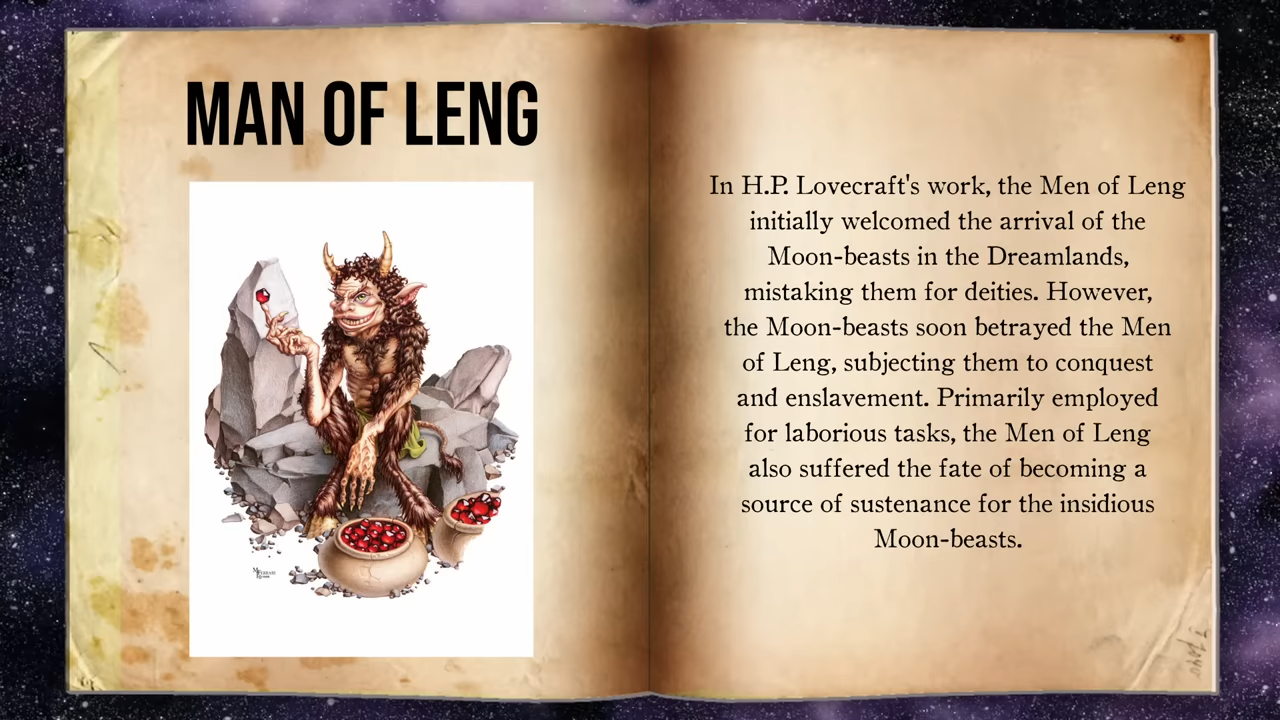 MAN OF LENG
In H.P. Lovecraft's work, the Men of Leng
initially welcomed the arrival of the
Moon-beasts in the Dreamlands,
mistaking them for deities. However,
the Moon-beasts soon betrayed the Men
of Leng, subjecting them to conquest
and enslavement. Primarily employed
for laborious tasks, the Men of Leng
also suffered the fate of becoming a
source of sustenance for the insidious
Moon-beasts.